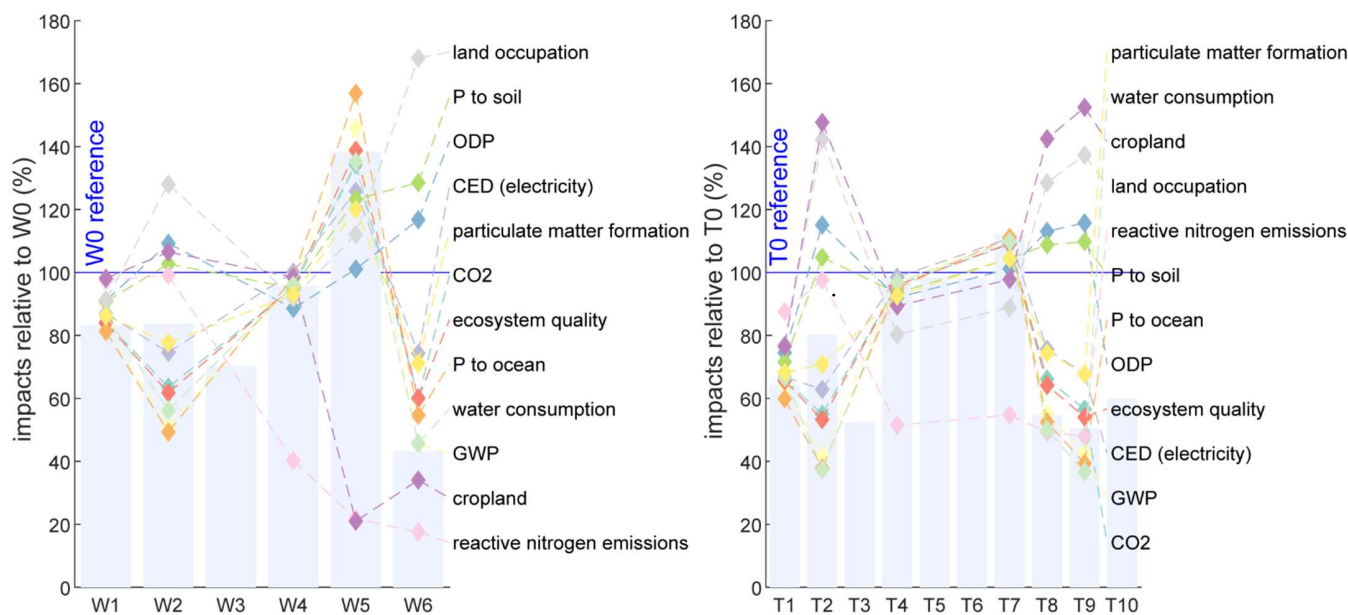 180
160
140
120
100
80
60
40
20
0
impacts relative to W0 (%)
W0 reference
W1 W2 W3 W4 W5 W6
land occupation
P to soil
ODP
CED (electricity)
particulate matter formation
CO2
ecosystem quality
P to ocean
water consumption
GWP
cropland
reactive nitrogen emissions
180
160
140
120
100
80
60
40
20
0
impacts relative to T0 (%)
T0 reference
T1 T2 T3 T4 T5 T6 T7 T8 T9 T10
particulate matter formation
water consumption
cropland
land occupation
reactive nitrogen emissions
P to soil
P to ocean
ODP
ecosystem quality
CED (electricity)
GWP
CO2